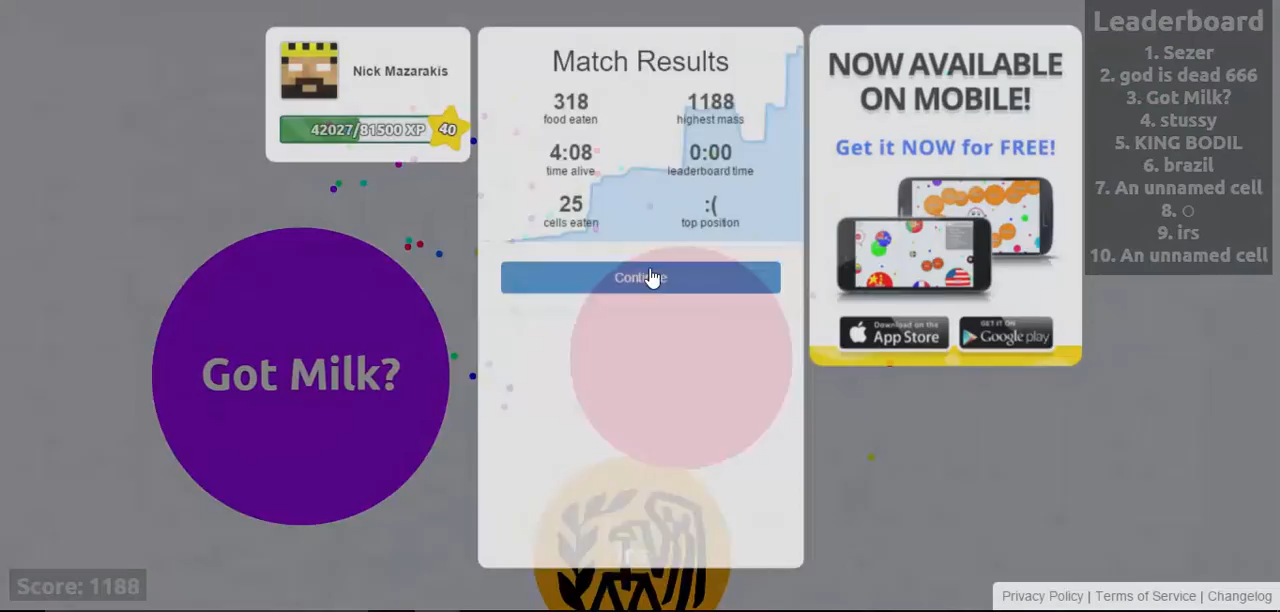 Nick Mazarakis
42027/81500 XP
40
Match Results
318
food eaten
1188
highest mass
4:08
time alive
0:00
leaderboard time
25
cells eaten
:(
top position
Continue
NOW AVAILABLE
ON MOBILE!
Get it NOW for FREE!
Download on the
App Store
GET IT ON
Google play
Leaderboard
1. Sezer
2. god is dead 666
3. Got Milk?
4. stussy
5. KING BODIL
6. brazil
7. An unnamed cell
8. ○
9. irs
10. An unnamed cell
Got Milk?
Score: 1188
Privacy Policy | Terms of Service | Changelog